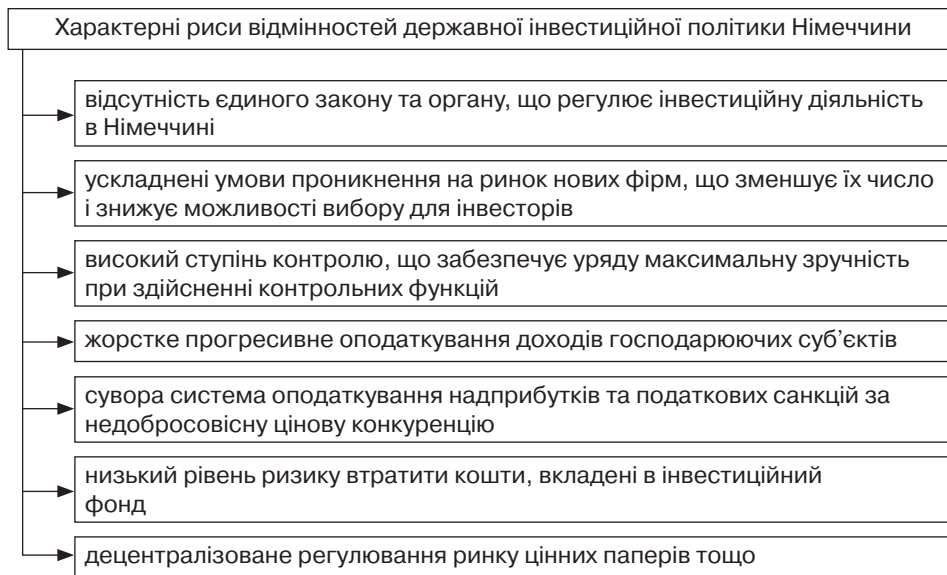 Характерні риси відмінностей державної інвестиційної політики Німеччини
відсутність єдиного закону та органу, що регулює інвестиційну діяльність
в Німеччині
ускладнені умови проникнення на ринок нових фірм, що зменшує їх число
і знижує можливості вибору для інвесторів
високий ступінь контролю, що забезпечує уряду максимальну зручність
при здійсненні контрольних функцій
жорстке прогресивне оподаткування доходів господарюючих суб’єктів
сувора система оподаткування надприбутків та податкових санкцій за
недобросовісну цінову конкуренцію
низький рівень ризику втратити кошти, вкладені в інвестиційний
фонд
децентралізоване регулювання ринку цінних паперів тощо